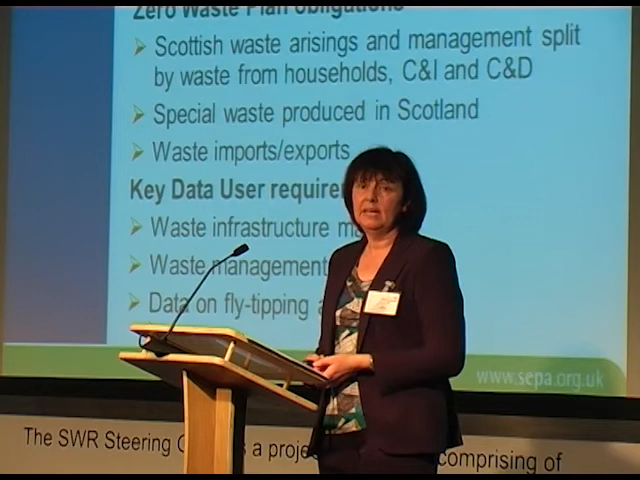 Zero Waste Plan Obligations
Scottish waste arisings and management split
by waste from households, C&I and C&D
Special waste produced in Scotland
Waste imports/exports
Key Data User
Waste infrastructure
Waste management
Data on fly-tipping
www.sepa.org.uk
The SWR Steering a comprising of